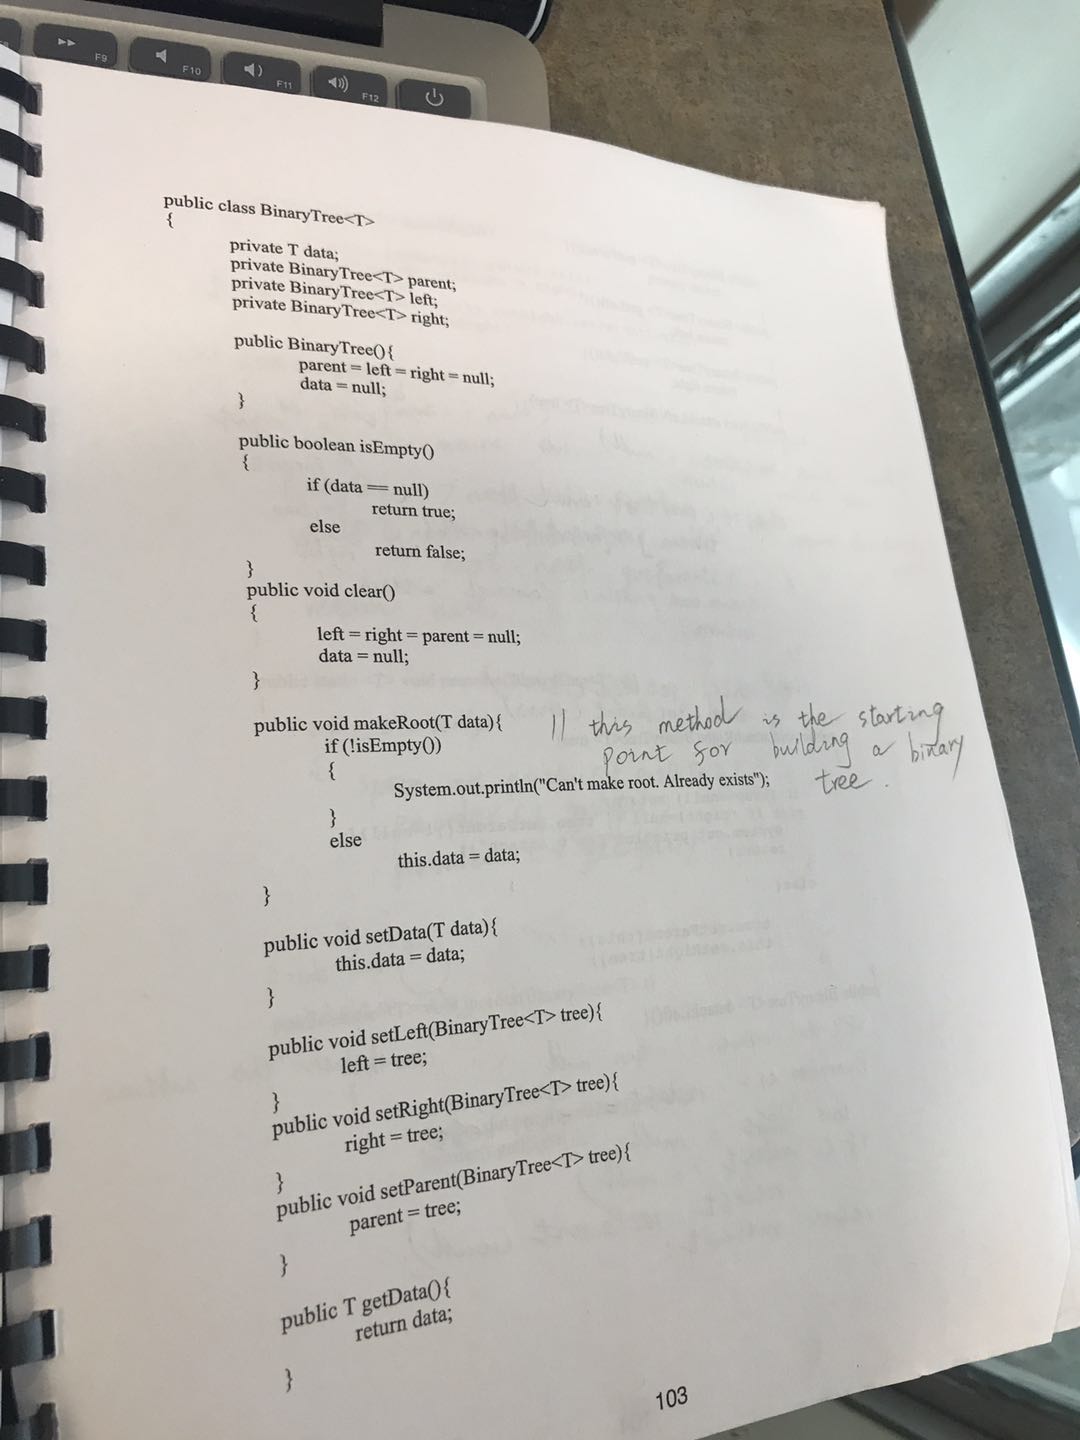 F9
F10
F11
F12
public class BinaryTree<T>
{
private T data;
private BinaryTree<T> parent;
private BinaryTree<T> left;
private BinaryTree<T> right;
public BinaryTree(){
parent = left = right = null;
data = null;
}
public boolean isEmpty()
{
if (data == null)
return true;
else
return false;
}
public void clear()
{
left = right = parent = null;
data = null;
}
public void makeRoot(T data){ // this method is the starting
if (!isEmpty()) point for building a binary
{
System.out.println("Can't make root. Already exists"); tree.
}
else
this.data = data;
}
public void setData(T data){
this.data = data;
}
public void setLeft(BinaryTree<T> tree){
left = tree;
}
public void setRight(BinaryTree<T> tree){
right = tree;
}
public void setParent(BinaryTree<T> tree){
parent = tree;
}
public T getData(){
return data;
}
103